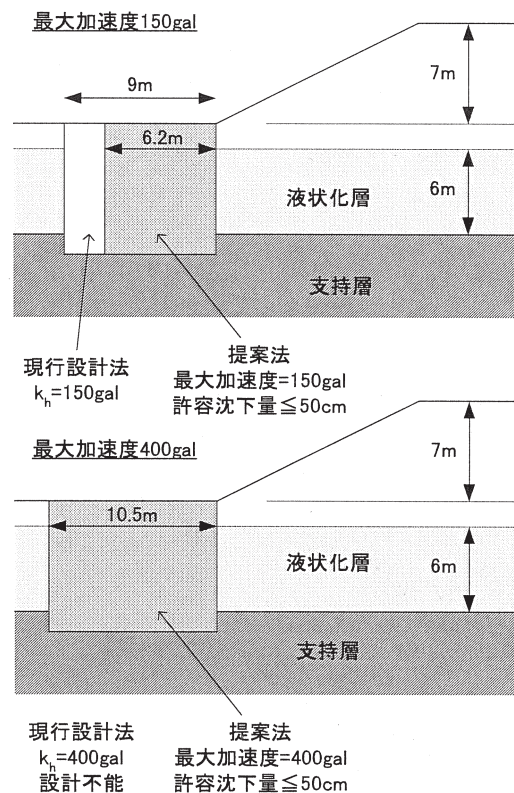 最大加速度150gal
9m
7m
6.2m
液状化層
6m
支持層
現行設計法
kh=150gal
提案法
最大加速度=150gal
許容沈下量≦50cm
最大加速度400gal
7m
10.5m
液状化層
6m
支持層
現行設計法
kh=400gal
設計不能
提案法
最大加速度=400gal
許容沈下量≦50cm